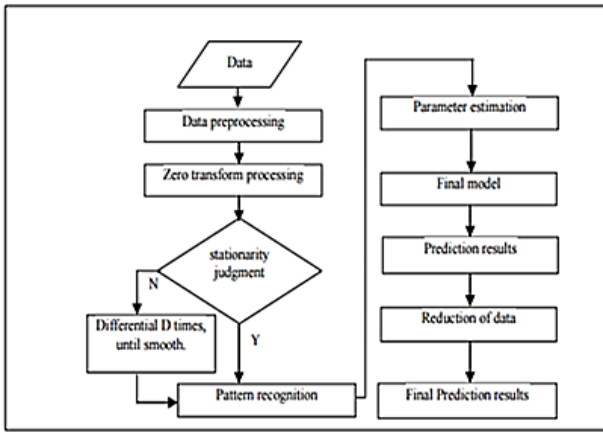 Data
Data preprocessing
Zero transform processing
stationarity
judgment
N
Y
Differential D times,
until smooth.
Pattern recognition
Parameter estimation
Final model
Prediction results
Reduction of data
Final Prediction results